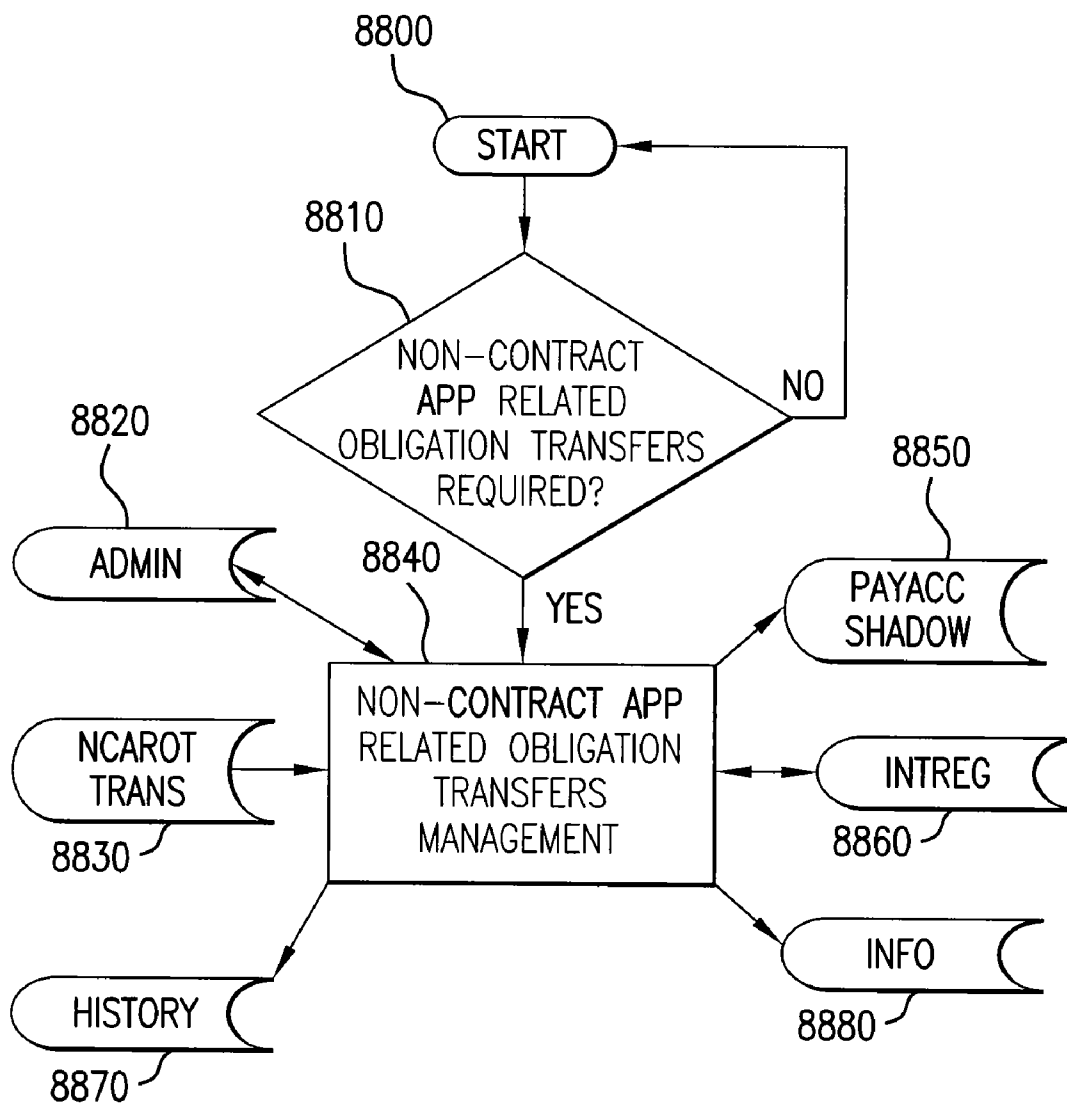 8800
START
8810
NON-CONTRACT
APP RELATED
OBLIGATION TRANSFERS
REQUIRED?
NO
8820
ADMIN
8840
YES
8850
PAYACC
SHADOW
NCAROT
TRANS
8830
NON-CONTRACT APP
RELATED OBLIGATION
TRANSFERS
MANAGEMENT
INTREG
8860
HISTORY
8870
INFO
8880